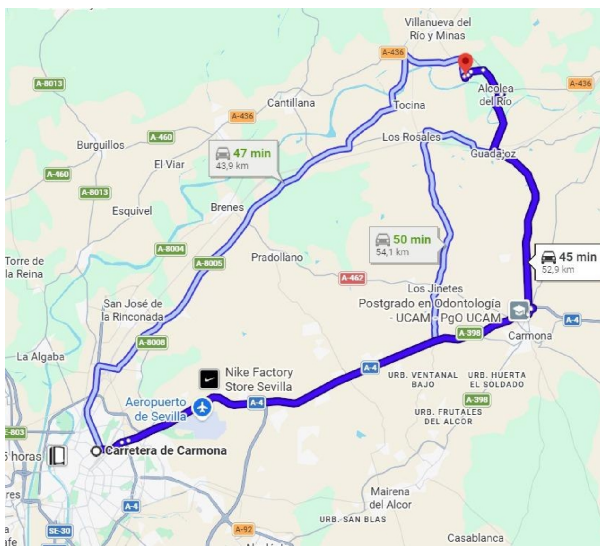 Villanueva del
Río y Minas
A-436
A-8013
A-436
Cantillana
Alcolea
del Río
A-436
A-436
Tocina
Burguillos
A-460
Los Rosales
El Viar
47 min
43,9 km
Guadajoz
A-460
A-8013
Esquivel
Brenes
A-8004
50 min
54,1 km
Torre de
la Reina
A-8005
Pradollano
45 min
52,9 km
A-462
Los Jinetes
San José de
la Rinconada
Postgrado en Odontología
- UCAM - PgO UCAM
A-4
A-398
Carmona
A-8008
La Algaba
Nike Factory
Store Sevilla
A-4
URB. VENTANAL
BAJO
URB. HUERTA
EL SOLDADO
Aeropuerto
de Sevilla
A-4
A-398
URB. FRUTALES
DEL ALCOR
E-803
Carretera de Carmona
horas
A-4
Mairena
del Alcor
URB. SAN BLAS
SE-30
A-92
Casablanca